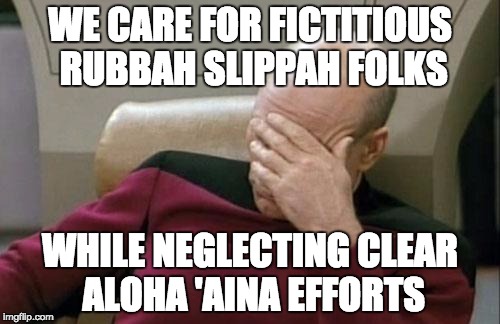 WE CARE FOR FICTITIOUS
RUBBAH SLIPPAH FOLKS
WHILE NEGLECTING CLEAR
ALOHA 'AINA EFFORTS
imgflip.com